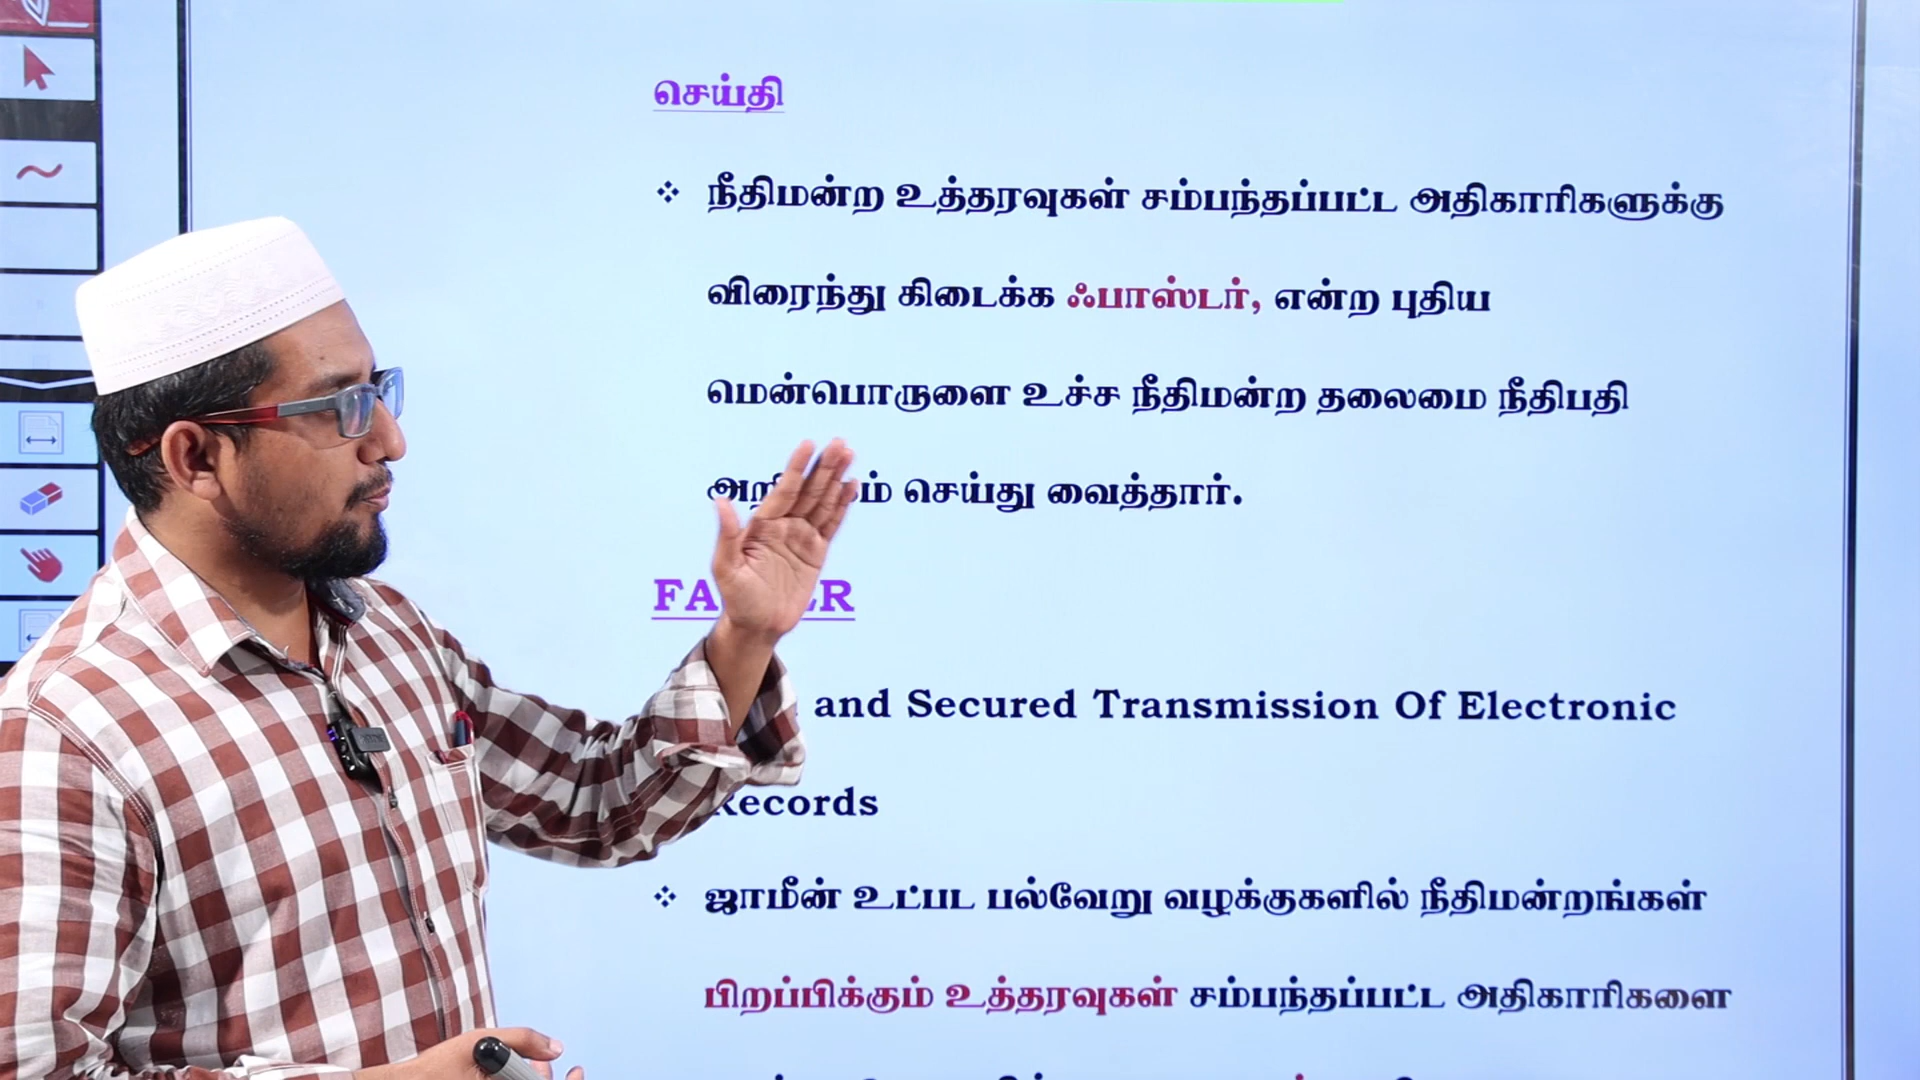 செய்தி
❖ நீதிமன்ற உத்தரவுகள் சம்பந்தப்பட்ட அதிகாரிகளுக்கு
விரைந்து கிடைக்க ஃபாஸ்டர், என்ற புதிய
மென்பொருளை உச்ச நீதிமன்ற தலைமை நீதிபதி
செய்து வைத்தார்.
and Secured Transmission Of Electronic
Records
❖ ஜாமீன் உட்பட பல்வேறு வழக்குகளில் நீதிமன்றங்கள்
பிறப்பிக்கும் உத்தரவுகள் சம்பந்தப்பட்ட அதிகாரிகளை